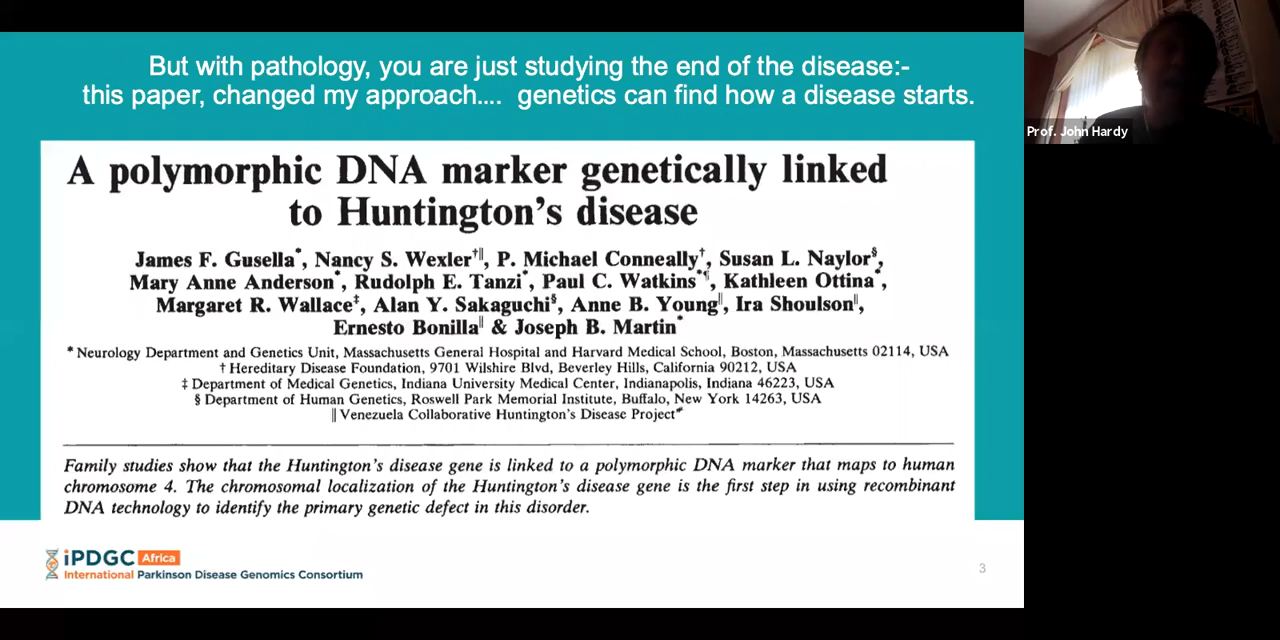 But with pathology, you are just studying the end of the disease:-
this paper, changed my approach.... genetics can find how a disease starts.
A polymorphic DNA marker genetically linked
to Huntington's disease
James F. Gusella*, Nancy S. Wexler†‖, P. Michael Conneally†, Susan L. Naylor§,
Mary Anne Anderson*, Rudolph E. Tanzi*, Paul C. Watkins*¶, Kathleen Ottina*,
Margaret R. Wallace‡, Alan Y. Sakaguchi§, Anne B. Young‖, Ira Shoulson‖,
Ernesto Bonilla‖ & Joseph B. Martin*
* Neurology Department and Genetics Unit, Massachusetts General Hospital and Harvard Medical School, Boston, Massachusetts 02114, USA
† Hereditary Disease Foundation, 9701 Wilshire Blvd, Beverley Hills, California 90212, USA
‡ Department of Medical Genetics, Indiana University Medical Center, Indianapolis, Indiana 46223, USA
§ Department of Human Genetics, Roswell Park Memorial Institute, Buffalo, New York 14263, USA
‖ Venezuela Collaborative Huntington's Disease Project*
Family studies show that the Huntington's disease gene is linked to a polymorphic DNA marker that maps to human
chromosome 4. The chromosomal localization of the Huntington's disease gene is the first step in using recombinant
DNA technology to identify the primary genetic defect in this disorder.
iPDGC Africa
International Parkinson Disease Genomics Consortium
3
Prof. John Hardy